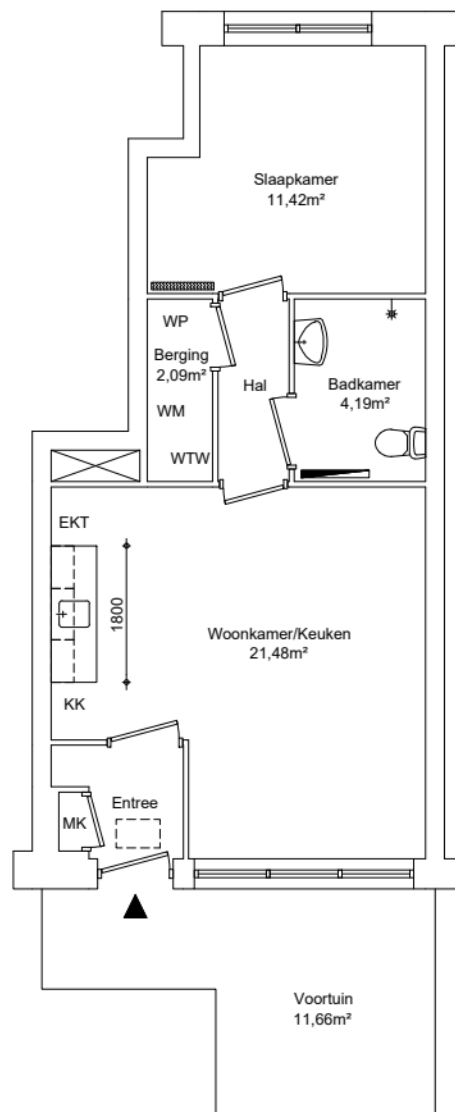 Slaapkamer
11,42m²
WP
Berging
2,09m²
WM
WTW
Hal
Badkamer
4,19m²
EKT
1800
KK
Woonkamer/Keuken
21,48m²
Entree
MK
Voortuin
11,66m²